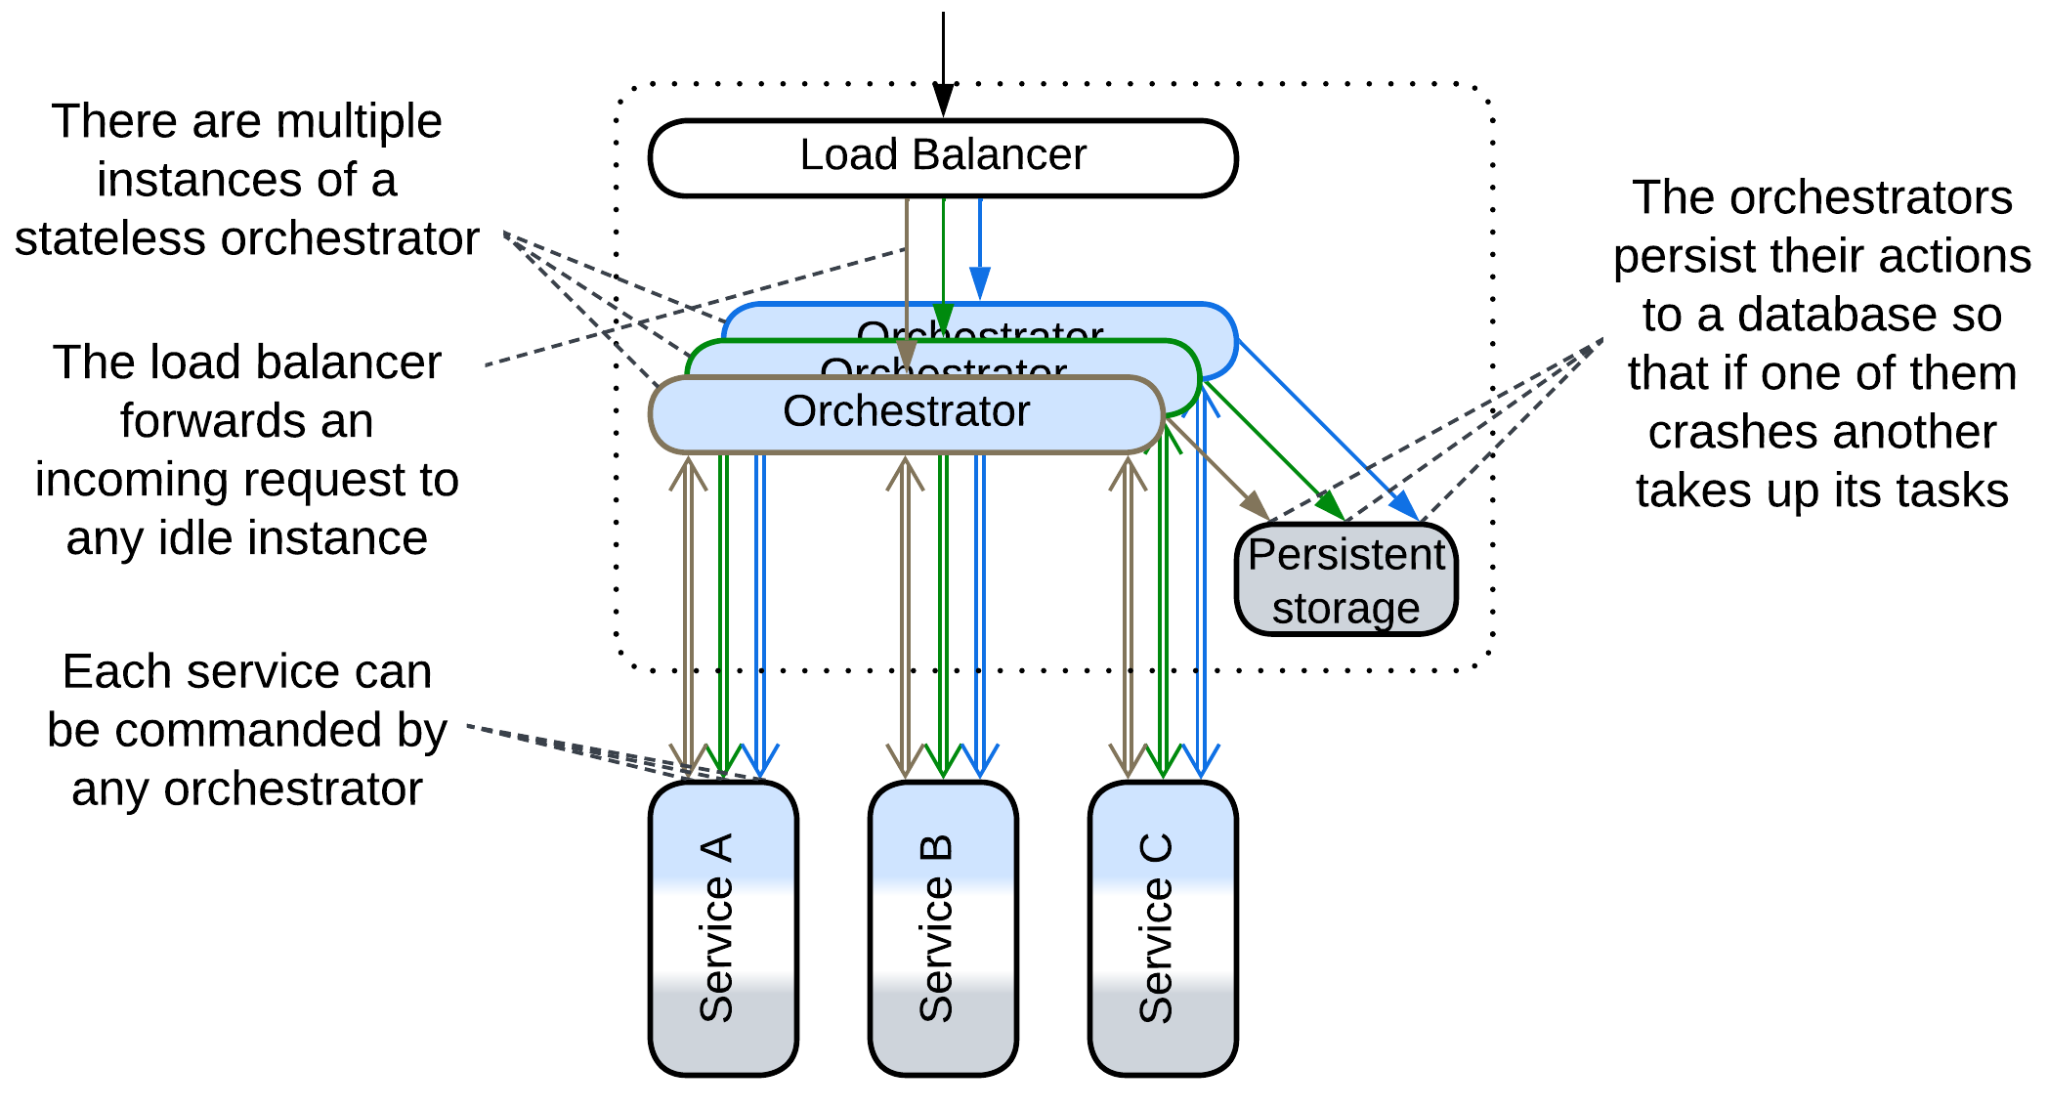 There are multiple
instances of a
stateless orchestrator
The load balancer
forwards an
incoming request to
any idle instance
Each service can
be commanded by
any orchestrator
Load Balancer
Orchestrator
Orchestrator
Orchestrator
Persistent
storage
Service A
Service B
Service C
The orchestrators
persist their actions
to a database so
that if one of them
crashes another
takes up its tasks